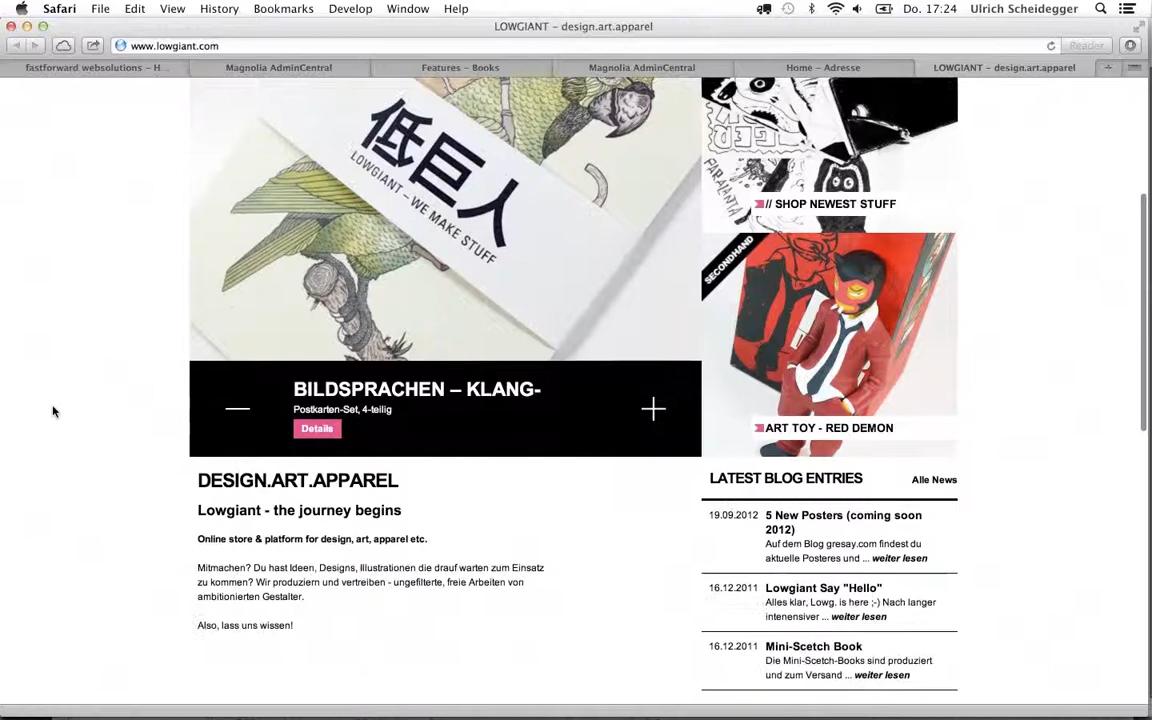 Safari File Edit View History Bookmarks Develop Window Help Do. 17:24 Ulrich Scheidegger
LOWGIANT – design.art.apparel
www.lowgiant.com
Reader
fastforward websolutions – H...
Magnolia AdminCentral
Features – Books
Magnolia AdminCentral
Home – Adresse
LOWGIANT – design.art.apparel
低巨人
LOWGIANT – WE MAKE STUFF
// SHOP NEWEST STUFF
SECONDHAND
ART TOY - RED DEMON
BILDSPRACHEN – KLANG-
Postkarten-Set, 4-teilig
Details
DESIGN.ART.APPAREL
Lowgiant - the journey begins
Online store & platform for design, art, apparel etc.
Mitmachen? Du hast Ideen, Designs, Illustrationen die drauf warten zum Einsatz
zu kommen? Wir produzieren und vertreiben - ungefilterte, freie Arbeiten von
ambitionierten Gestalter.
Also, lass uns wissen!
LATEST BLOG ENTRIES
Alle News
19.09.2012 5 New Posters (coming soon
2012)
Auf dem Blog gresay.com findest du
aktuelle Posteres und ... weiter lesen
16.12.2011 Lowgiant Say "Hello"
Alles klar, Lowg. is here ;-) Nach langer
intenensiver ... weiter lesen
16.12.2011 Mini-Scetch Book
Die Mini-Scetch-Books sind produziert
und zum Versand ... weiter lesen